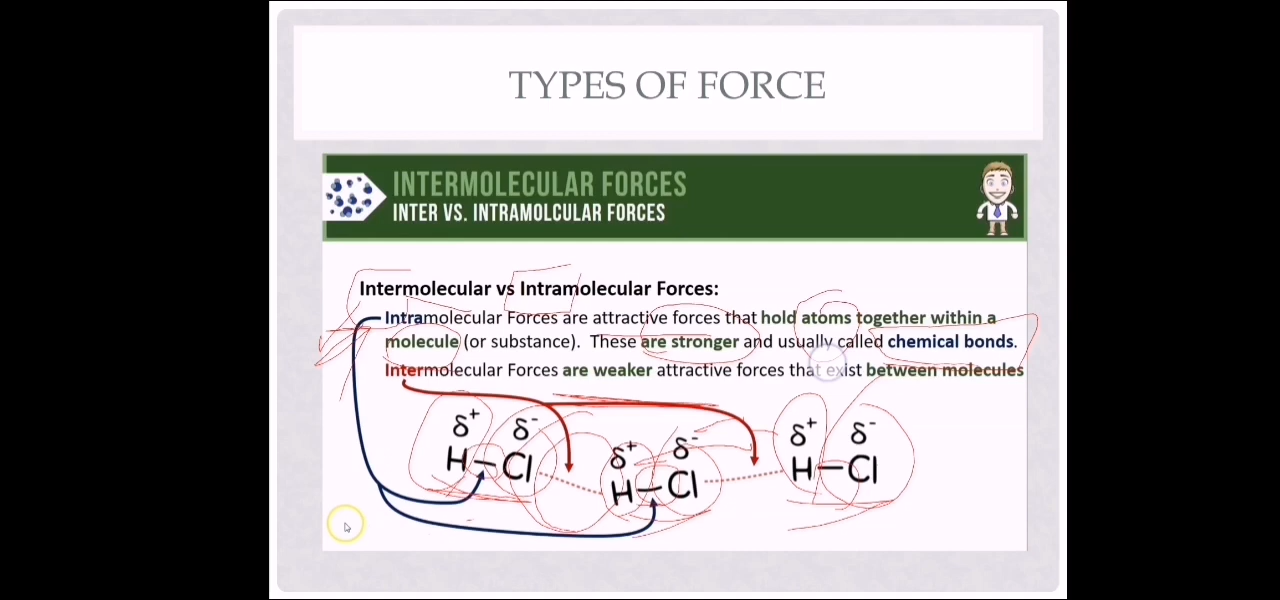 TYPES OF FORCE
INTERMOLECULAR FORCES
INTER VS. INTRAMOLCULAR FORCES
Intermolecular vs Intramolecular Forces:
Intramolecular Forces are attractive forces that hold atoms together within a
molecule (or substance). These are stronger and usually called chemical bonds.
Intermolecular Forces are weaker attractive forces that exist between molecules
δ⁺ δ⁻ δ⁺ δ⁻ δ⁺ δ⁻
H–Cl H–Cl H–Cl